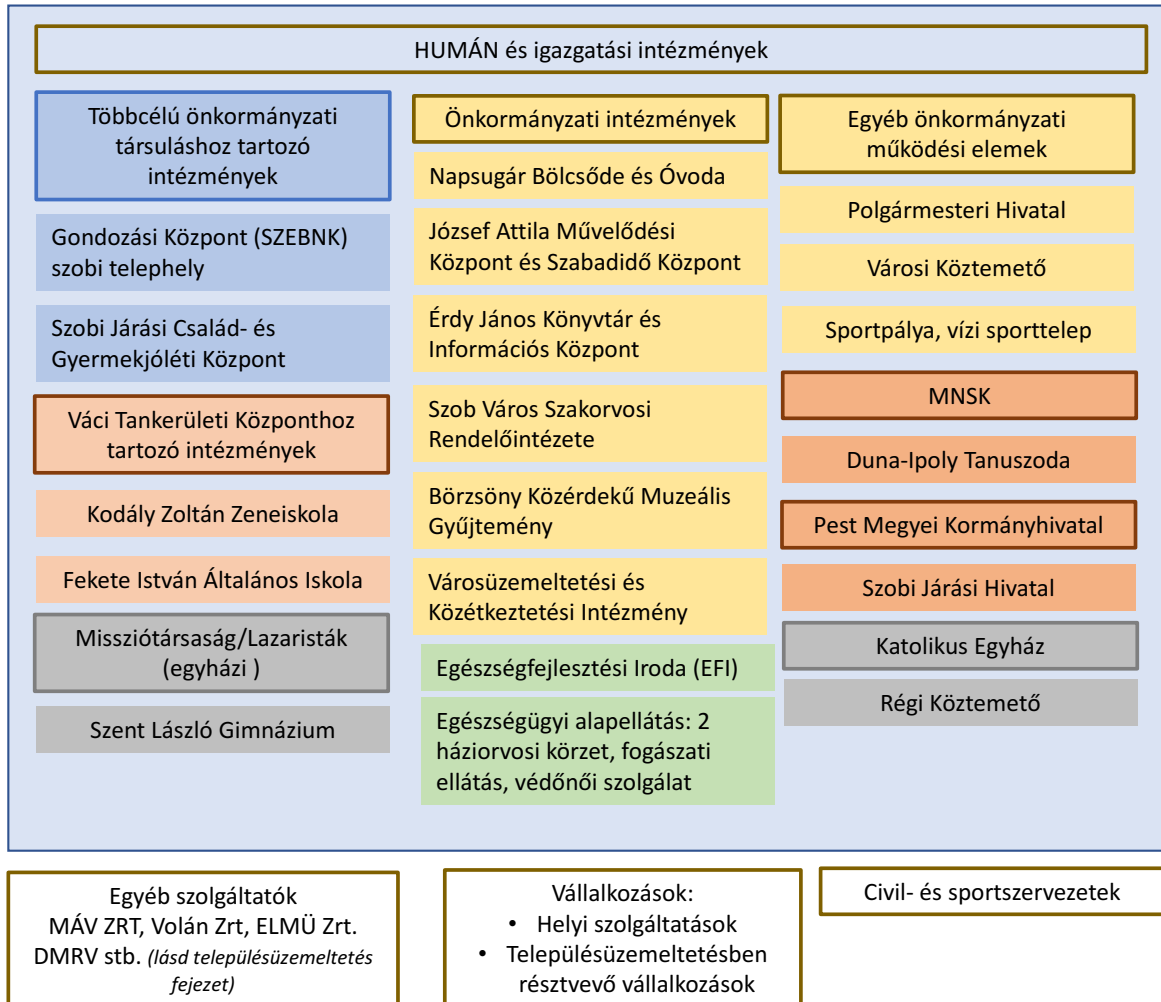 HUMÁN és igazgatási intézmények
Többcélú önkormányzati
társuláshoz tartozó
intézmények
Gondozási Központ (SZEBNK)
szobi telephely
Szobi Járási Család- és
Gyermekjóléti Központ
Váci Tankerületi Központhoz
tartozó intézmények
Kodály Zoltán Zeneiskola
Fekete István Általános Iskola
Missziótársaság/Lazaristák
(egyházi )
Szent László Gimnázium
Önkormányzati intézmények
Napsugár Bölcsőde és Óvoda
József Attila Művelődési
Központ és Szabadidő Központ
Érdy János Könyvtár és
Információs Központ
Szob Város Szakorvosi
Rendelőintézete
Börzsöny Közérdekű Muzeális
Gyűjtemény
Városüzemeltetési és
Közétkeztetési Intézmény
Egészségfejlesztési Iroda (EFI)
Egészségügyi alapellátás: 2
háziorvosi körzet, fogászati
ellátás, védőnői szolgálat
Egyéb önkormányzati
működési elemek
Polgármesteri Hivatal
Városi Köztemető
Sportpálya, vízi sporttelep
MNSK
Duna-Ipoly Tanuszoda
Pest Megyei Kormányhivatal
Szobi Járási Hivatal
Katolikus Egyház
Régi Köztemető
Egyéb szolgáltatók
MÁV ZRT, Volán Zrt, ELMÜ Zrt.
DMRV stb. (lásd településüzemeltetés
fejezet)
Vállalkozások:
• Helyi szolgáltatások
• Településüzemeltetésben
résztvevő vállalkozások
Civil- és sportszervezetek